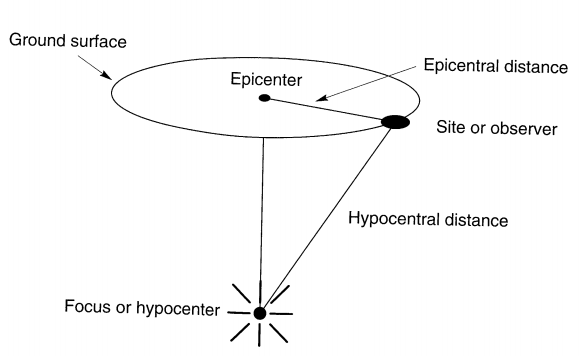 Ground surface
Epicenter
Epicentral distance
Site or observer
Hypocentral distance
Focus or hypocenter